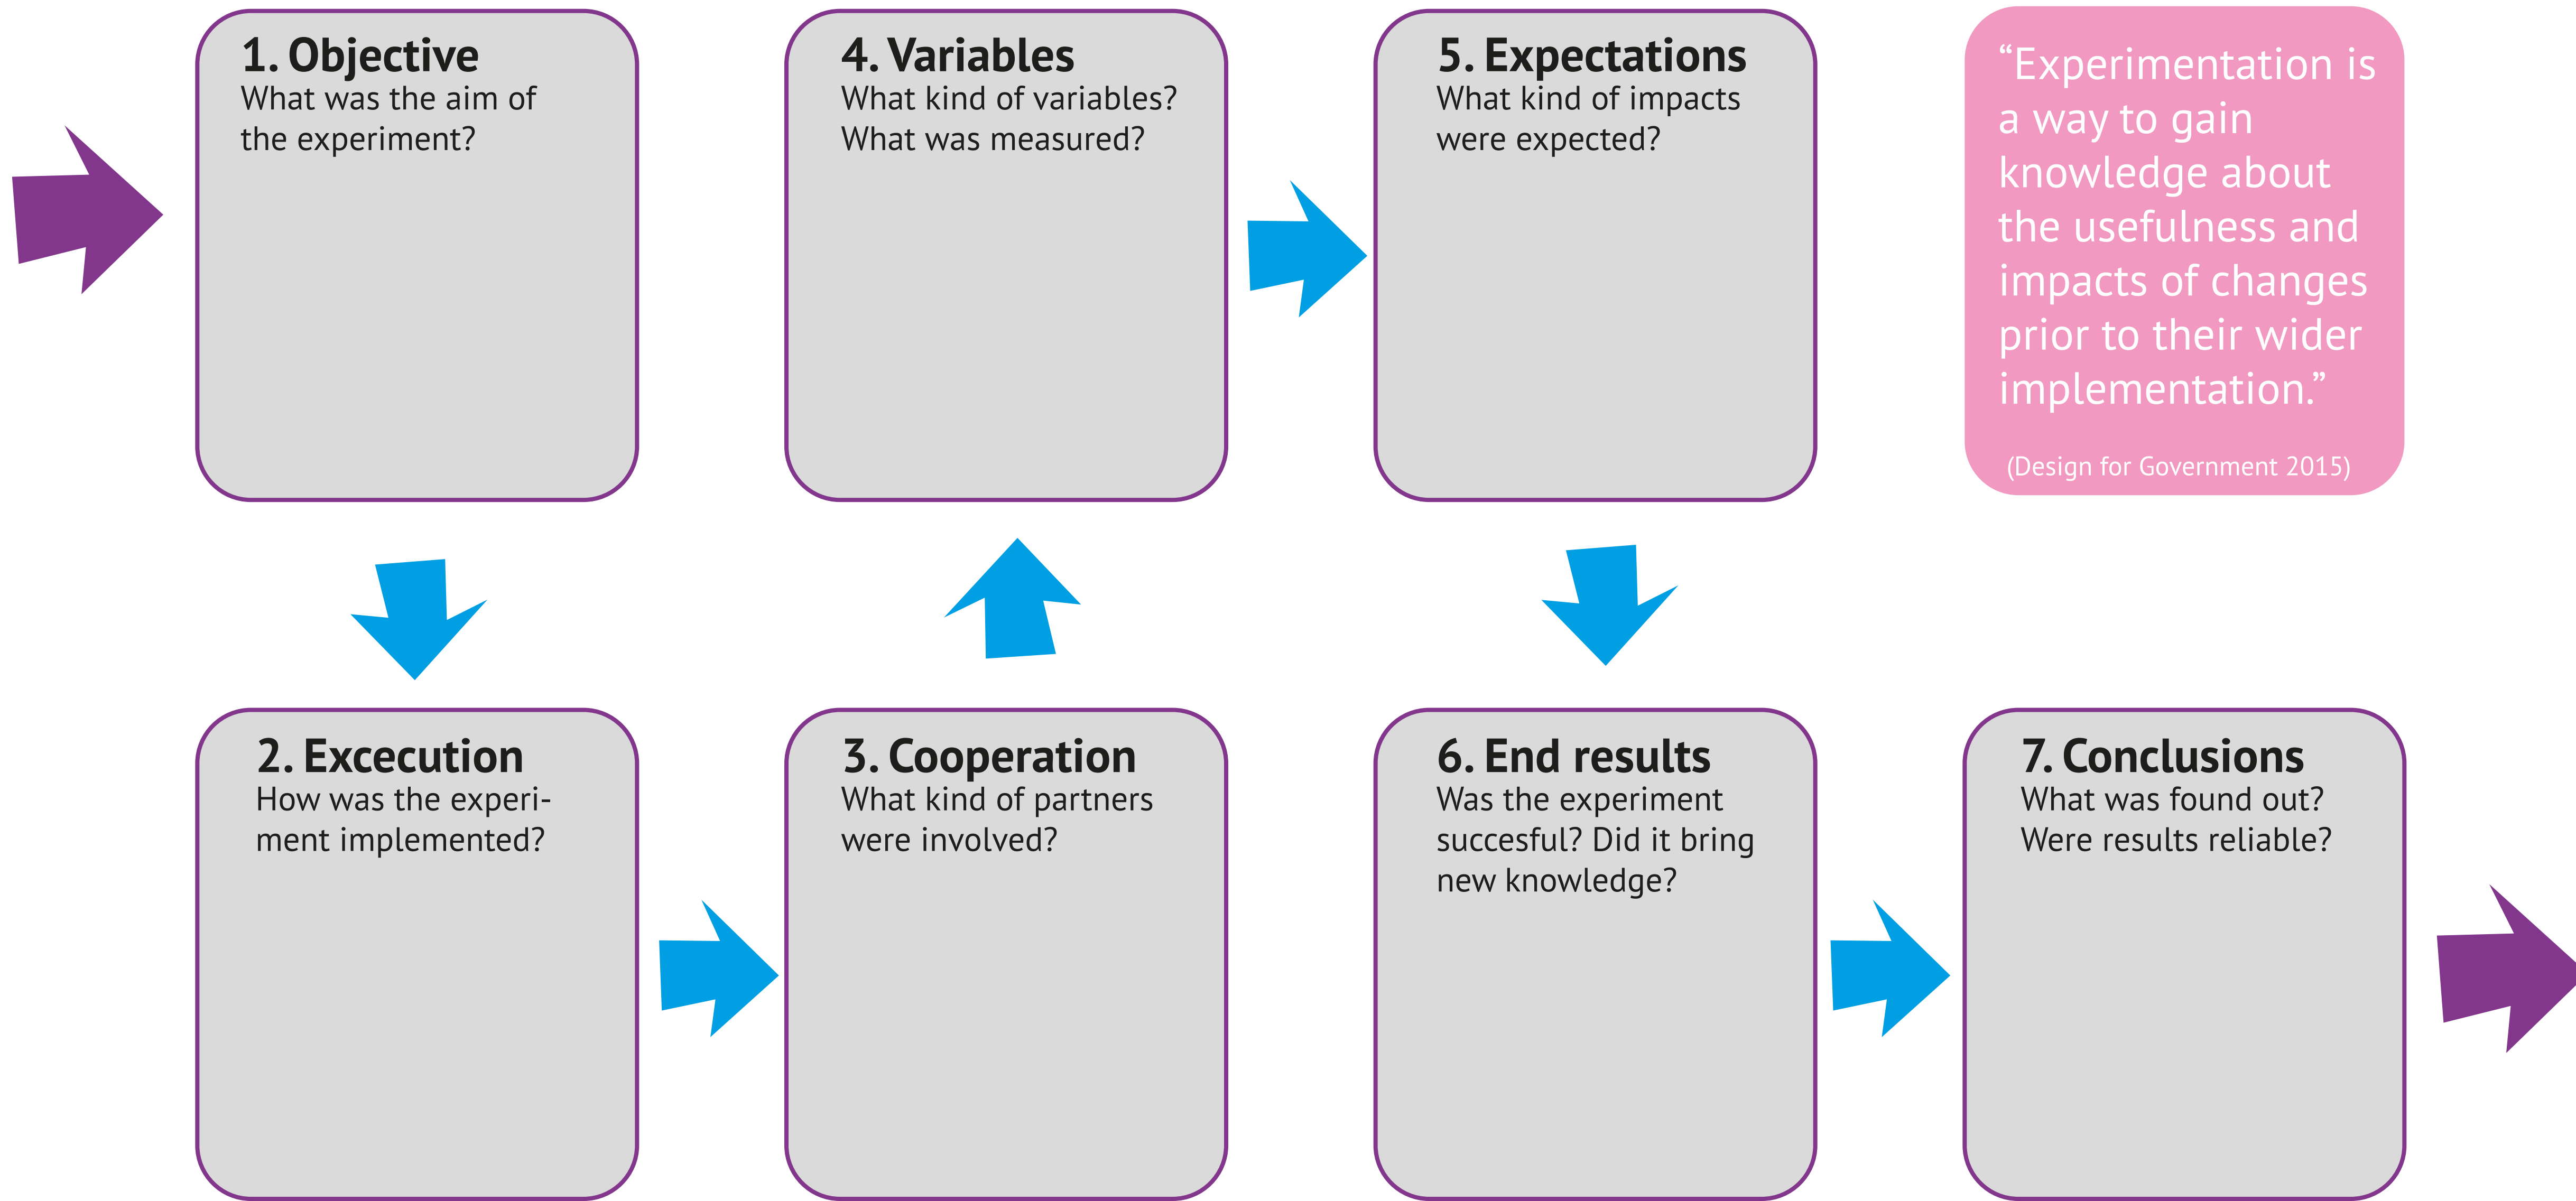 1. Objective
What was the aim of
the experiment?
2. Excecution
How was the experi-
ment implemented?
3. Cooperation
What kind of partners
were involved?
4. Variables
What kind of variables?
What was measured?
5. Expectations
What kind of impacts
were expected?
6. End results
Was the experiment
succesful? Did it bring
new knowledge?
7. Conclusions
What was found out?
Were results reliable?
“Experimentation is
a way to gain
knowledge about
the usefulness and
impacts of changes
prior to their wider
implementation.”
(Design for Government 2015)